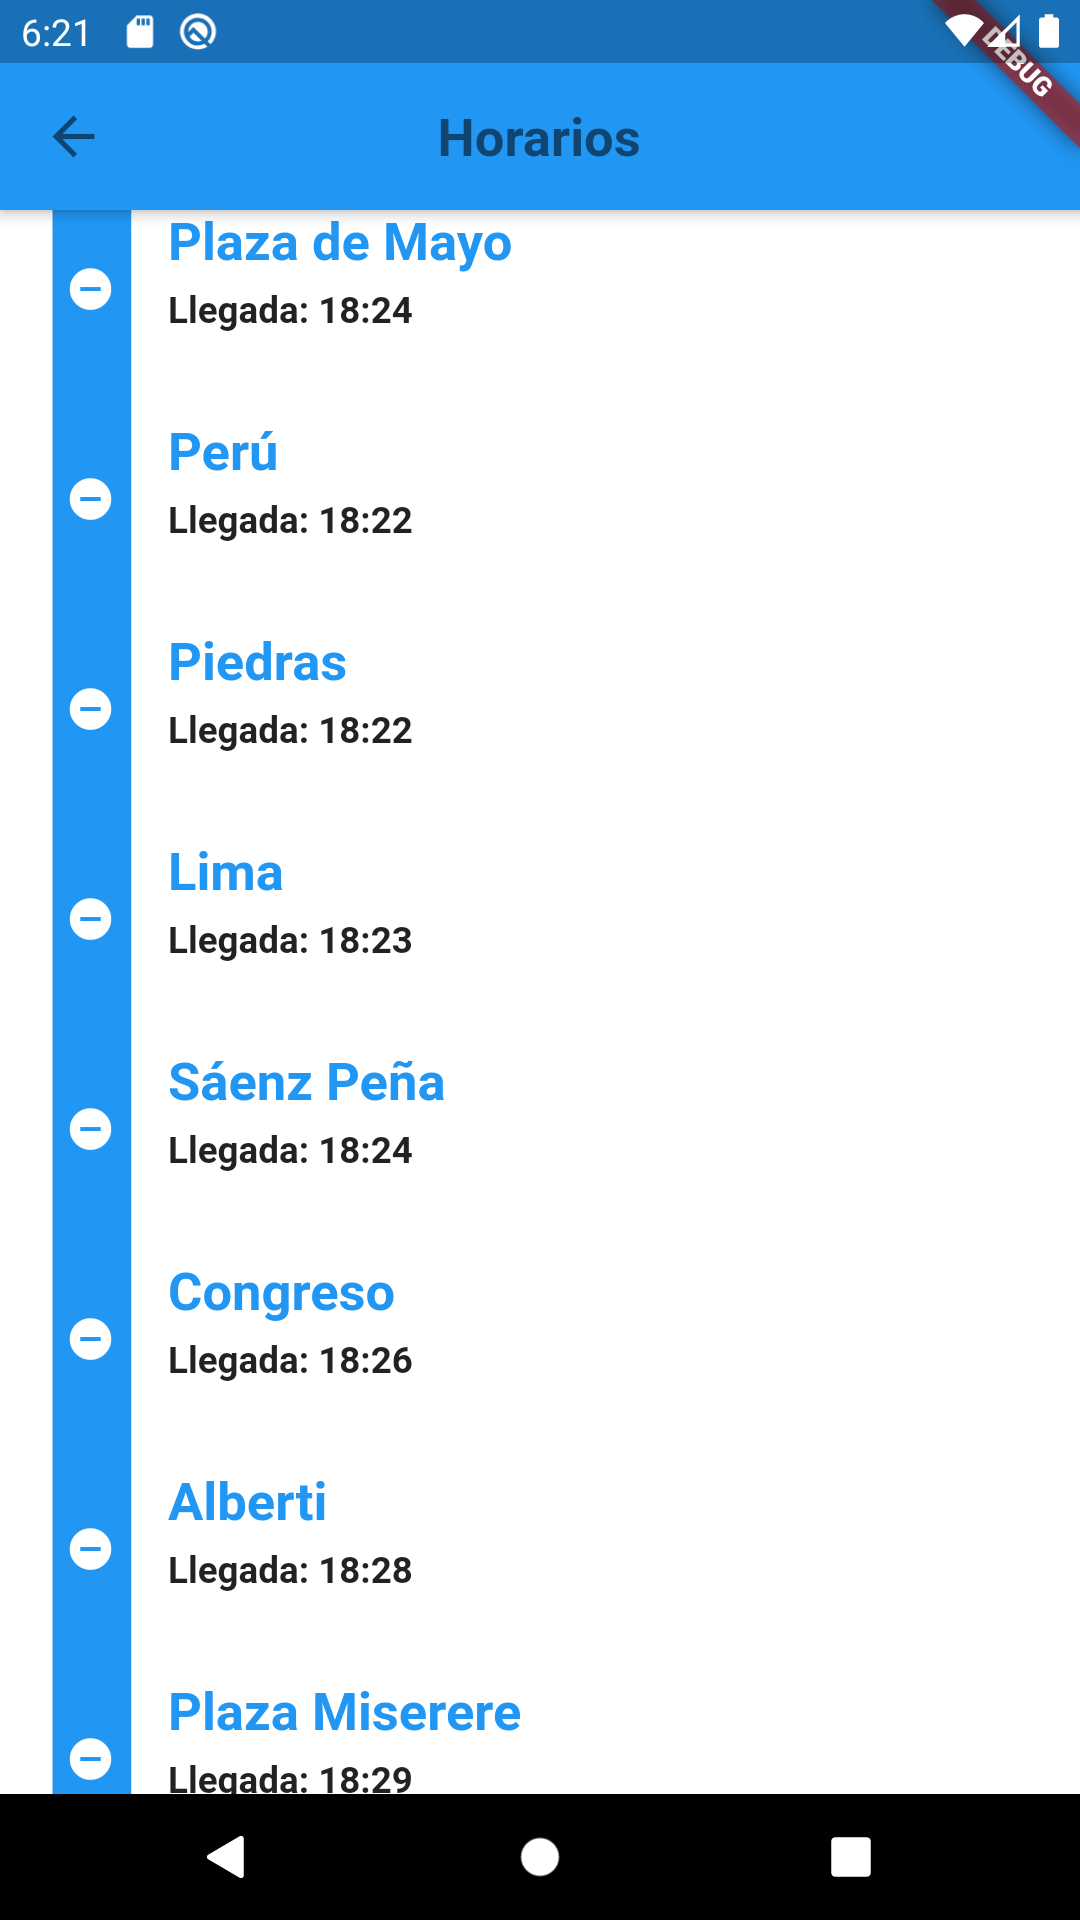 6:21
DEBUG
Horarios
Plaza de Mayo
Llegada: 18:24
Perú
Llegada: 18:22
Piedras
Llegada: 18:22
Lima
Llegada: 18:23
Sáenz Peña
Llegada: 18:24
Congreso
Llegada: 18:26
Alberti
Llegada: 18:28
Plaza Miserere
Llegada: 18:29